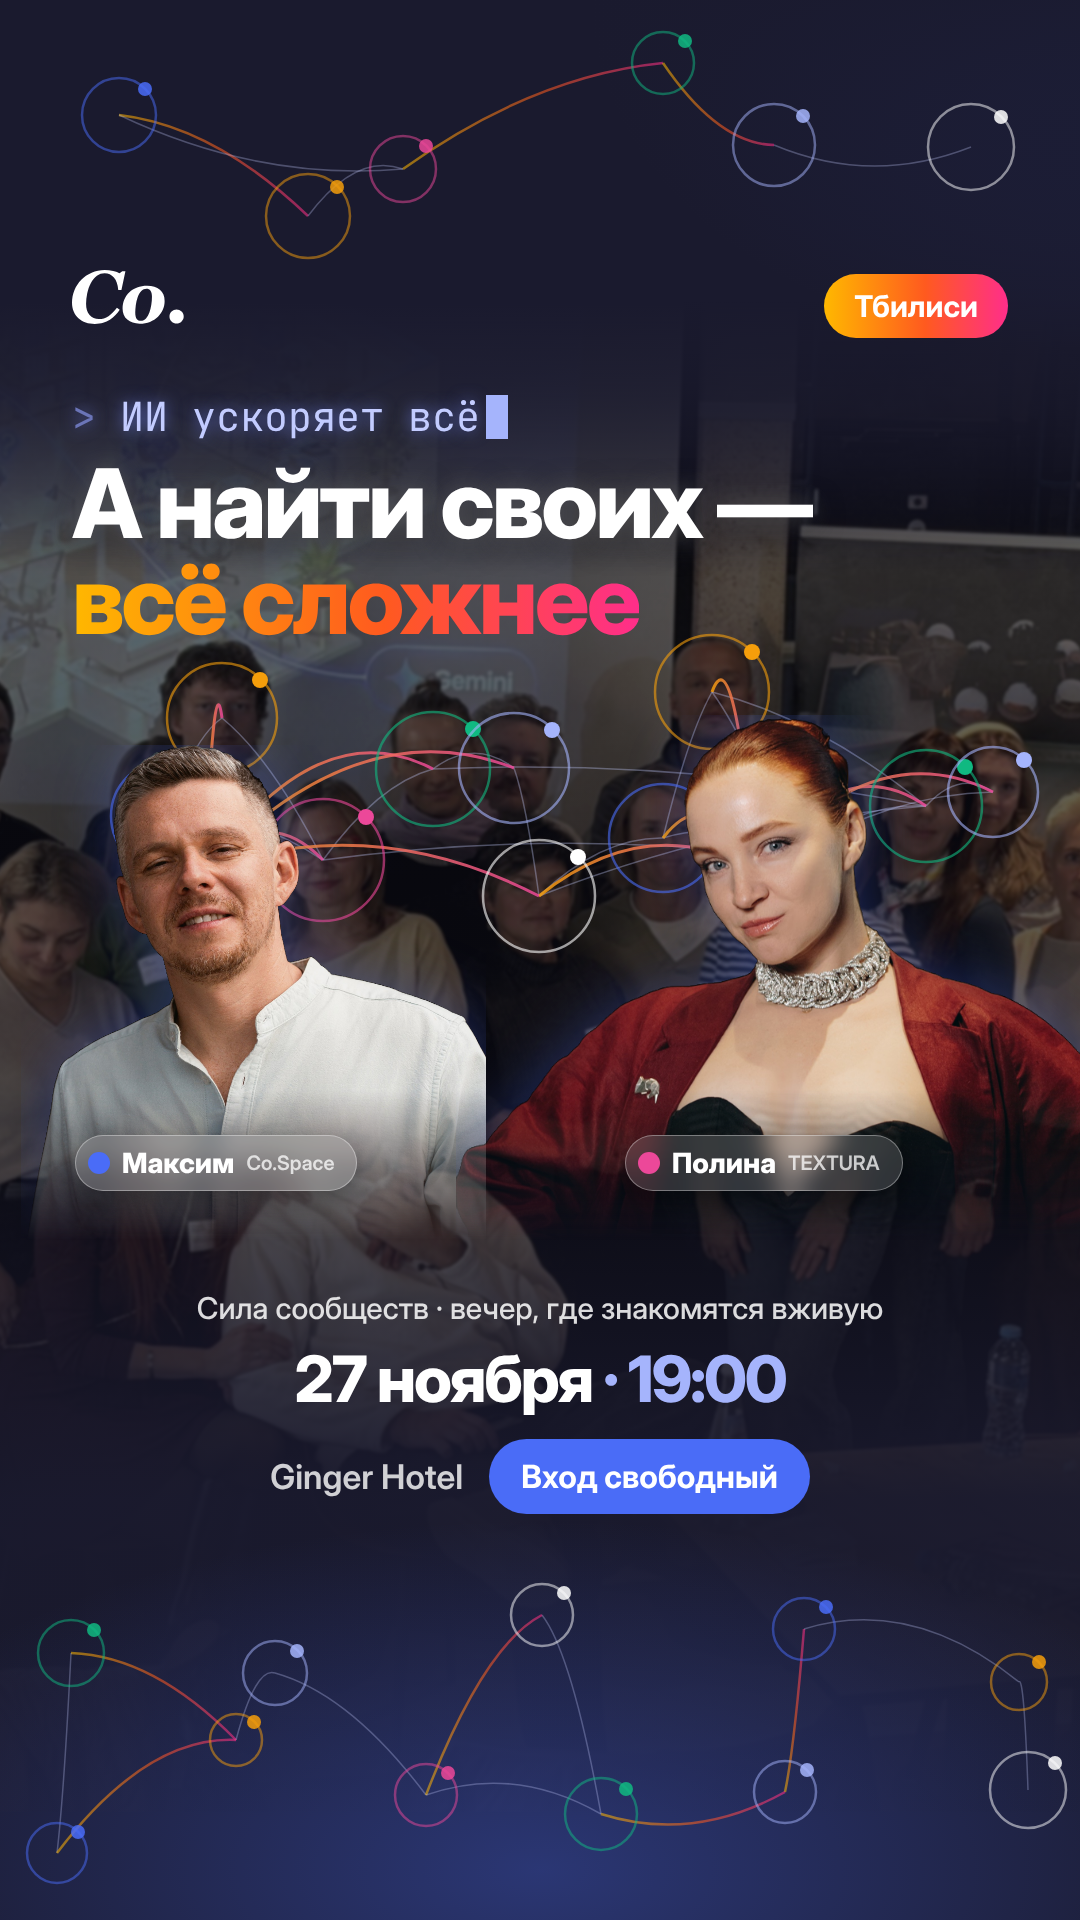 Co.
Тбилиси
> ИИ ускоряет всё
А найти своих —
всё сложнее
Gemini
Максим Co.Space
Полина TEXTURA
Сила сообществ · вечер, где знакомятся вживую
27 ноября · 19:00
Ginger Hotel
Вход свободный